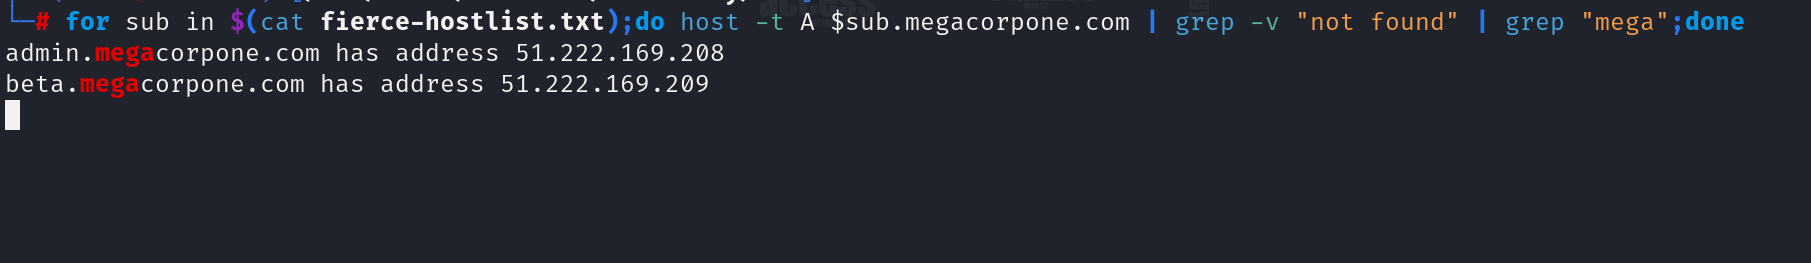 └─# for sub in $(cat fierce-hostlist.txt);do host -t A $sub.megacorpone.com | grep -v "not found" | grep "mega";done
admin.megacorpone.com has address 51.222.169.208
beta.megacorpone.com has address 51.222.169.209